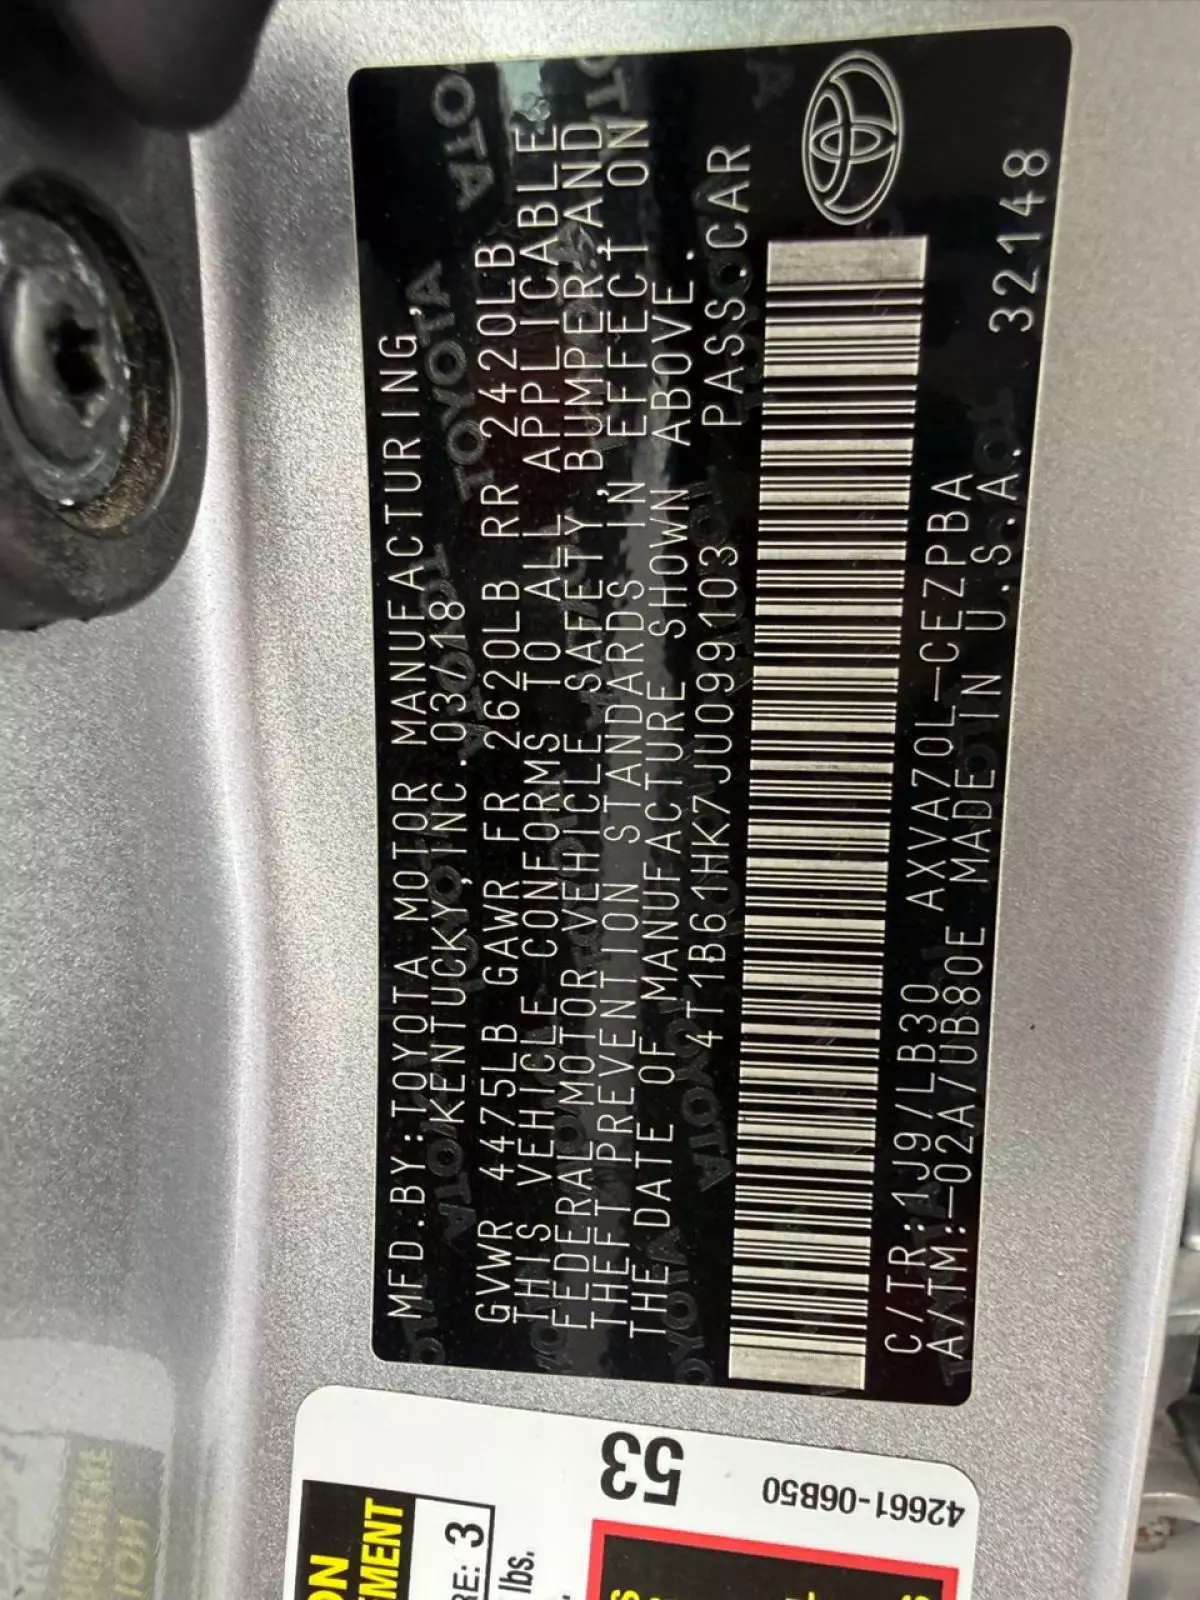 MFD.BY:TOYOTA MOTOR MANUFACTURING,
KENTUCKY,INC.03/18
GVWR 4475LB GAWR FR 2620LB RR 2420LB
THIS VEHICLE CONFORMS TO ALL APPLICABLE
FEDERAL MOTOR VEHICLE SAFETY, BUMPER, AND
THEFT PREVENTION STANDARDS IN EFFECT ON
THE DATE OF MANUFACTURE SHOWN ABOVE.
4T1B61HK7JU099103 PASS.CAR
C/TR:1J9/LB30 AXVA70L-CEZPBA
A/TM:-02A/UB80E MADE IN U.S.A. 32148
TOYOTA
53
42661-06B50
3
lbs.